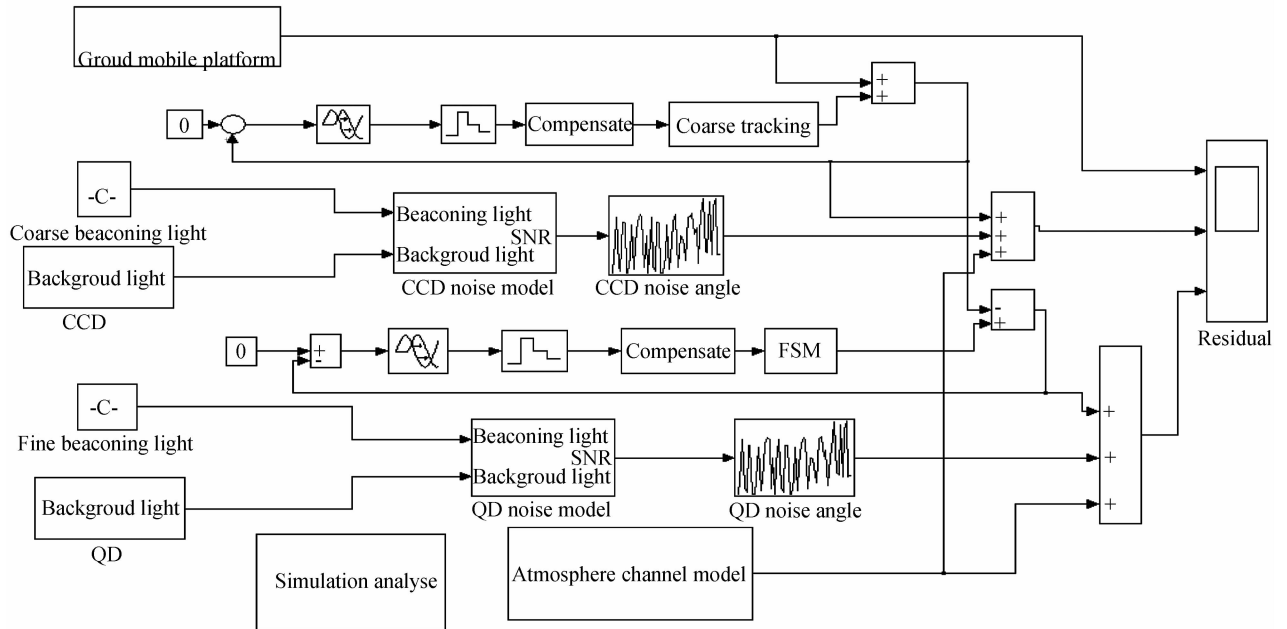 Groud mobile platform
+
+
0
Compensate
Coarse tracking
-C-
Coarse beaconing light
Beaconing light
SNR
Backgroud light
CCD noise model
CCD noise angle
+
+
+
Backgroud light
CCD
-
+
Residual
0
+
-
Compensate
FSM
-C-
Fine beaconing light
Beaconing light
SNR
Backgroud light
QD noise model
QD noise angle
+
+
+
Backgroud light
QD
Simulation analyse
Atmosphere channel model